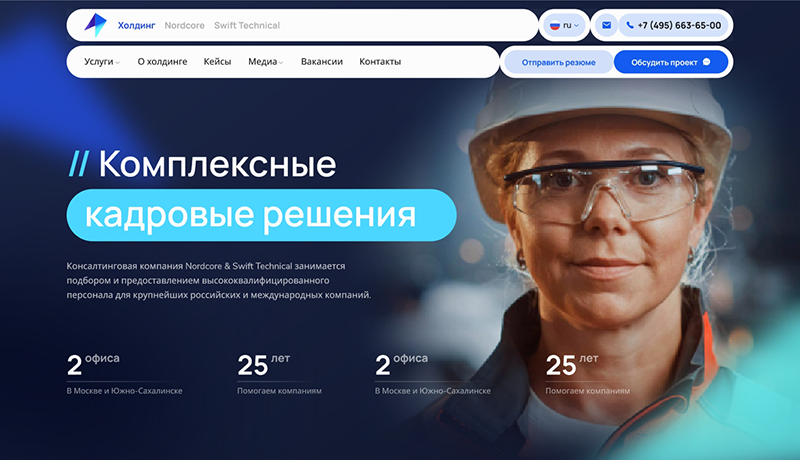 Холдинг Nordcore Swift Technical ru +7 (495) 663-65-00
Услуги О холдинге Кейсы Медиа Вакансии Контакты Отправить резюме Обсудить проект
// Комплексные
кадровые решения
Консалтинговая компания Nordcore & Swift Technical занимается
подбором и предоставлением высококвалифицированного
персонала для крупнейших российских и международных компаний.
2 офиса 25 лет 2 офиса 25 лет
В Москве и Южно-Сахалинске Помогаем компаниям В Москве и Южно-Сахалинске Помогаем компаниям